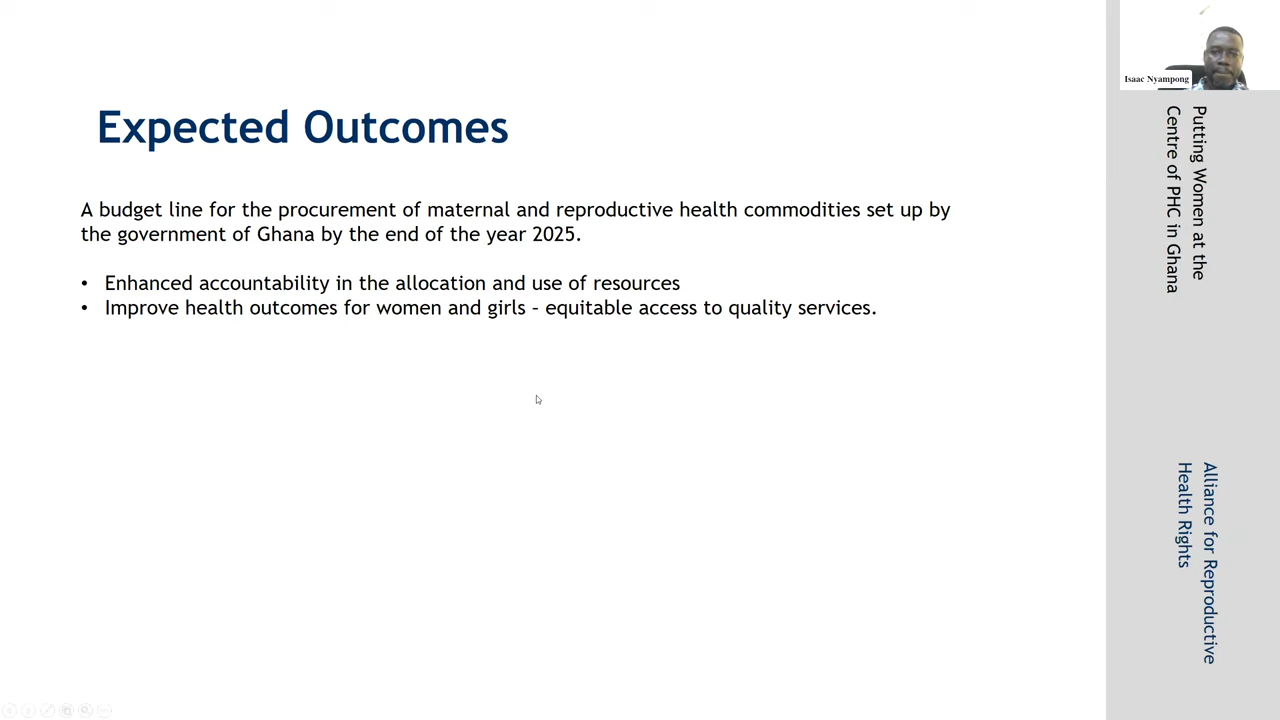 Expected Outcomes
A budget line for the procurement of maternal and reproductive health commodities set up by
the government of Ghana by the end of the year 2025.
• Enhanced accountability in the allocation and use of resources
• Improve health outcomes for women and girls – equitable access to quality services.
Isaac Nyampong
Putting Women at the
Centre of PHC in Ghana
Alliance for Reproductive
Health Rights